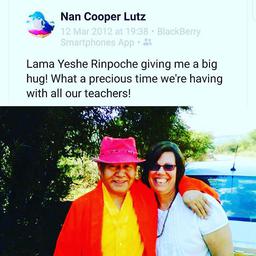 Nan Cooper Lutz
12 Mar 2012 at 19:38 • BlackBerry
Smartphones App •
Lama Yeshe Rinpoche giving me a big
hug! What a precious time we're having
with all our teachers!